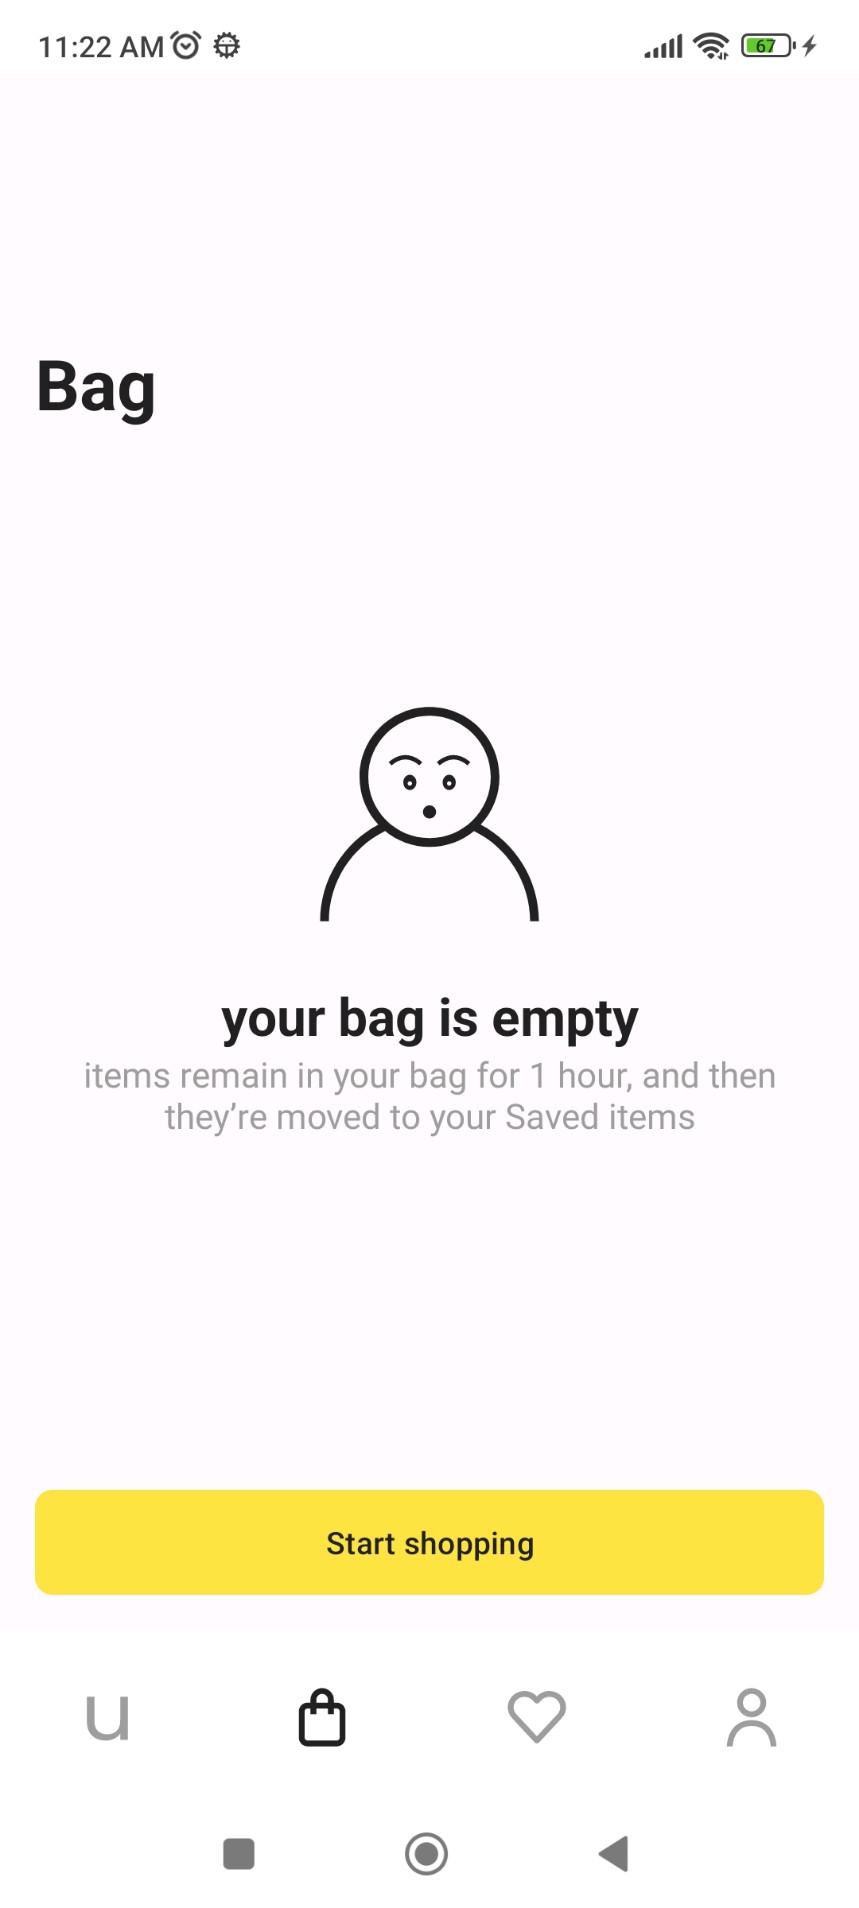 11:22 AM
67
Bag
your bag is empty
items remain in your bag for 1 hour, and then
they’re moved to your Saved items
Start shopping
u